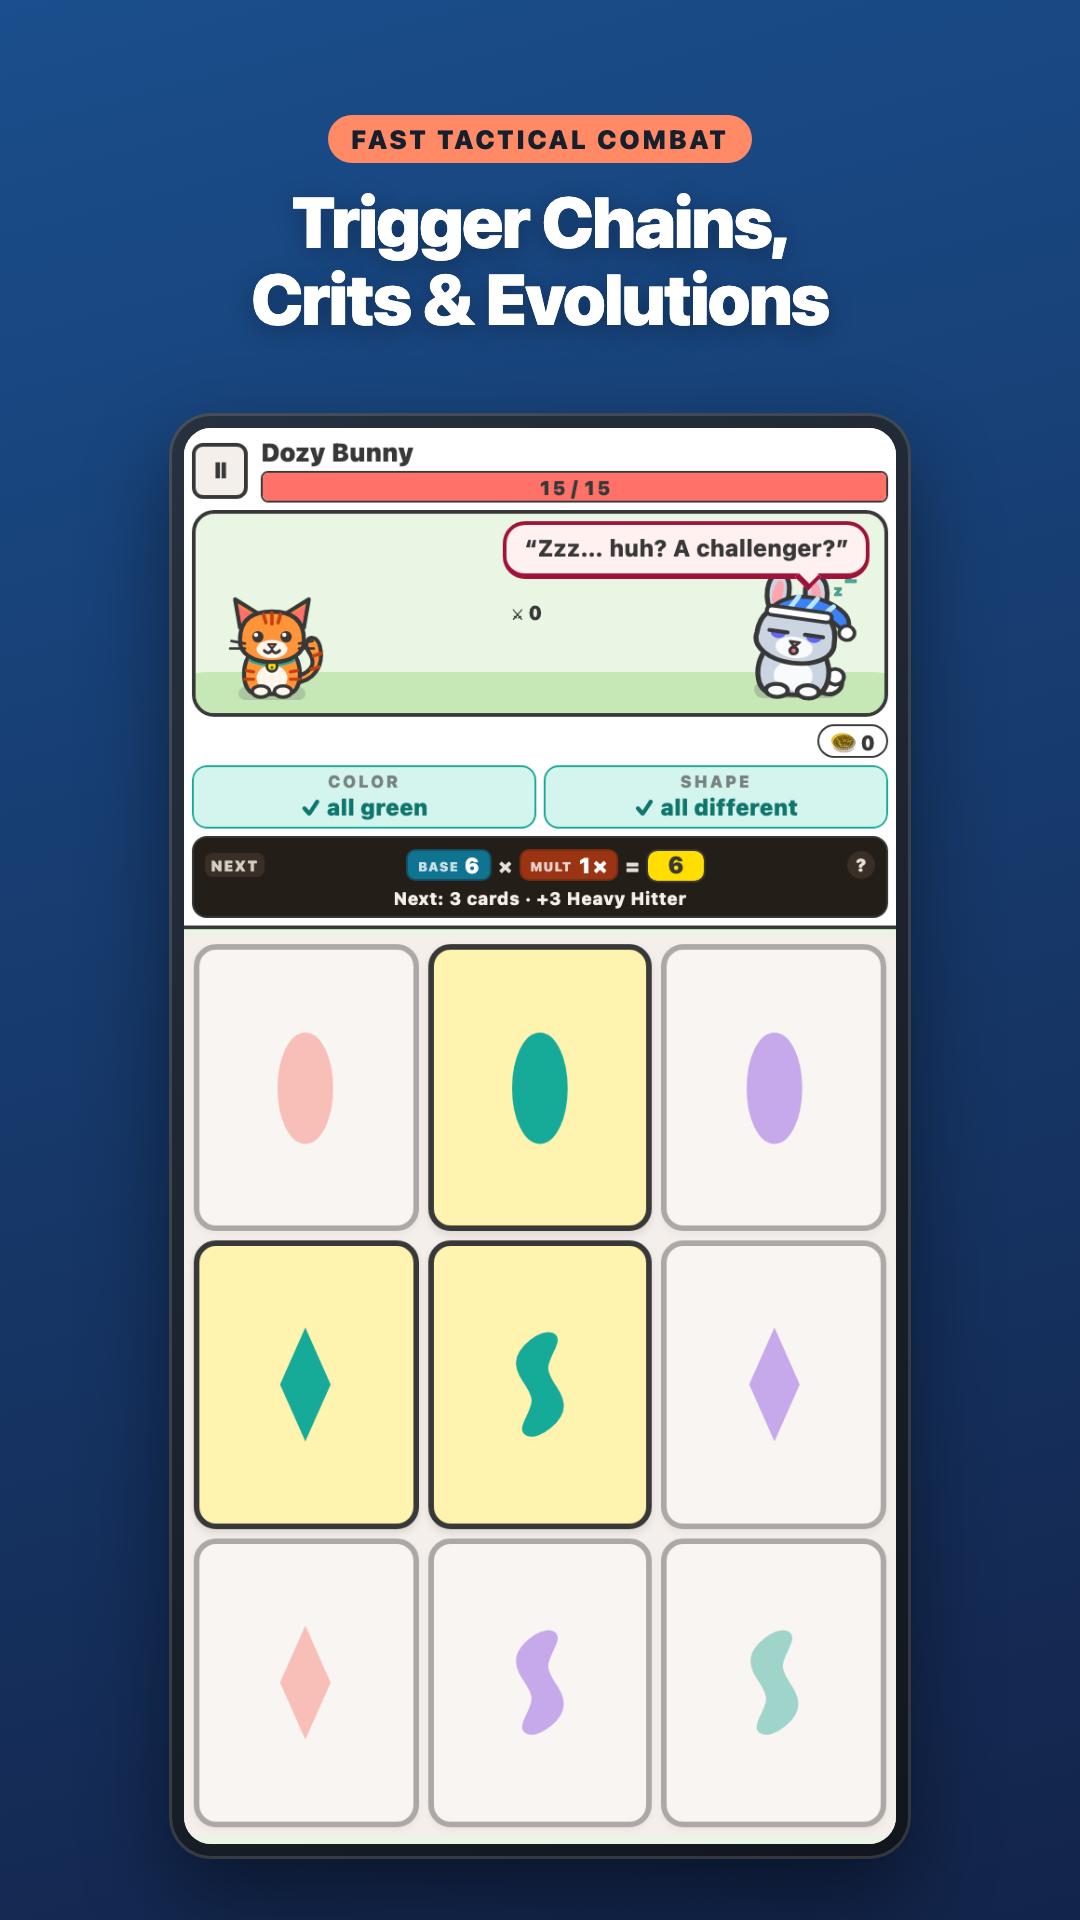 FAST TACTICAL COMBAT
Trigger Chains,
Crits & Evolutions
Dozy Bunny
15 / 15
“Zzz... huh? A challenger?”
z
⚔ 0
0
COLOR
✓ all green
SHAPE
✓ all different
NEXT
BASE 6 × MULT 1× = 6
?
Next: 3 cards · +3 Heavy Hitter